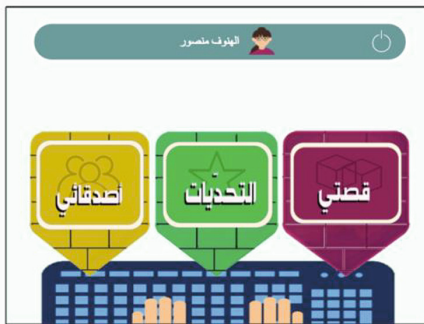 الهنوف منصور
قصتي
التحديات
أصدقائي